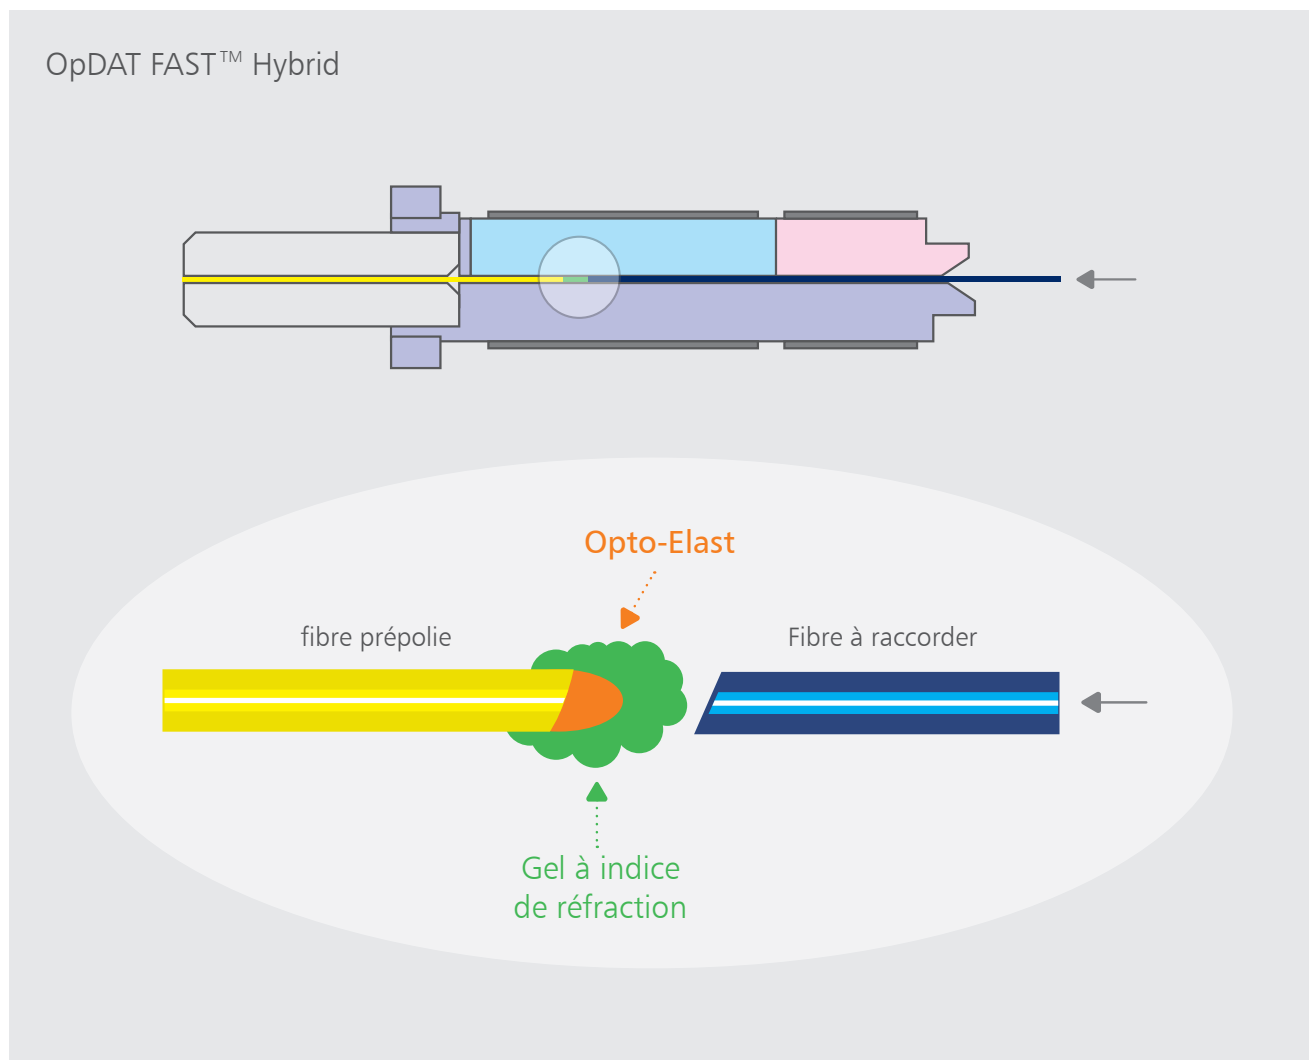 OpDAT FAST™ Hybrid
Opto-Elast
fibre prépolie
Fibre à raccorder
Gel à indice
de réfraction